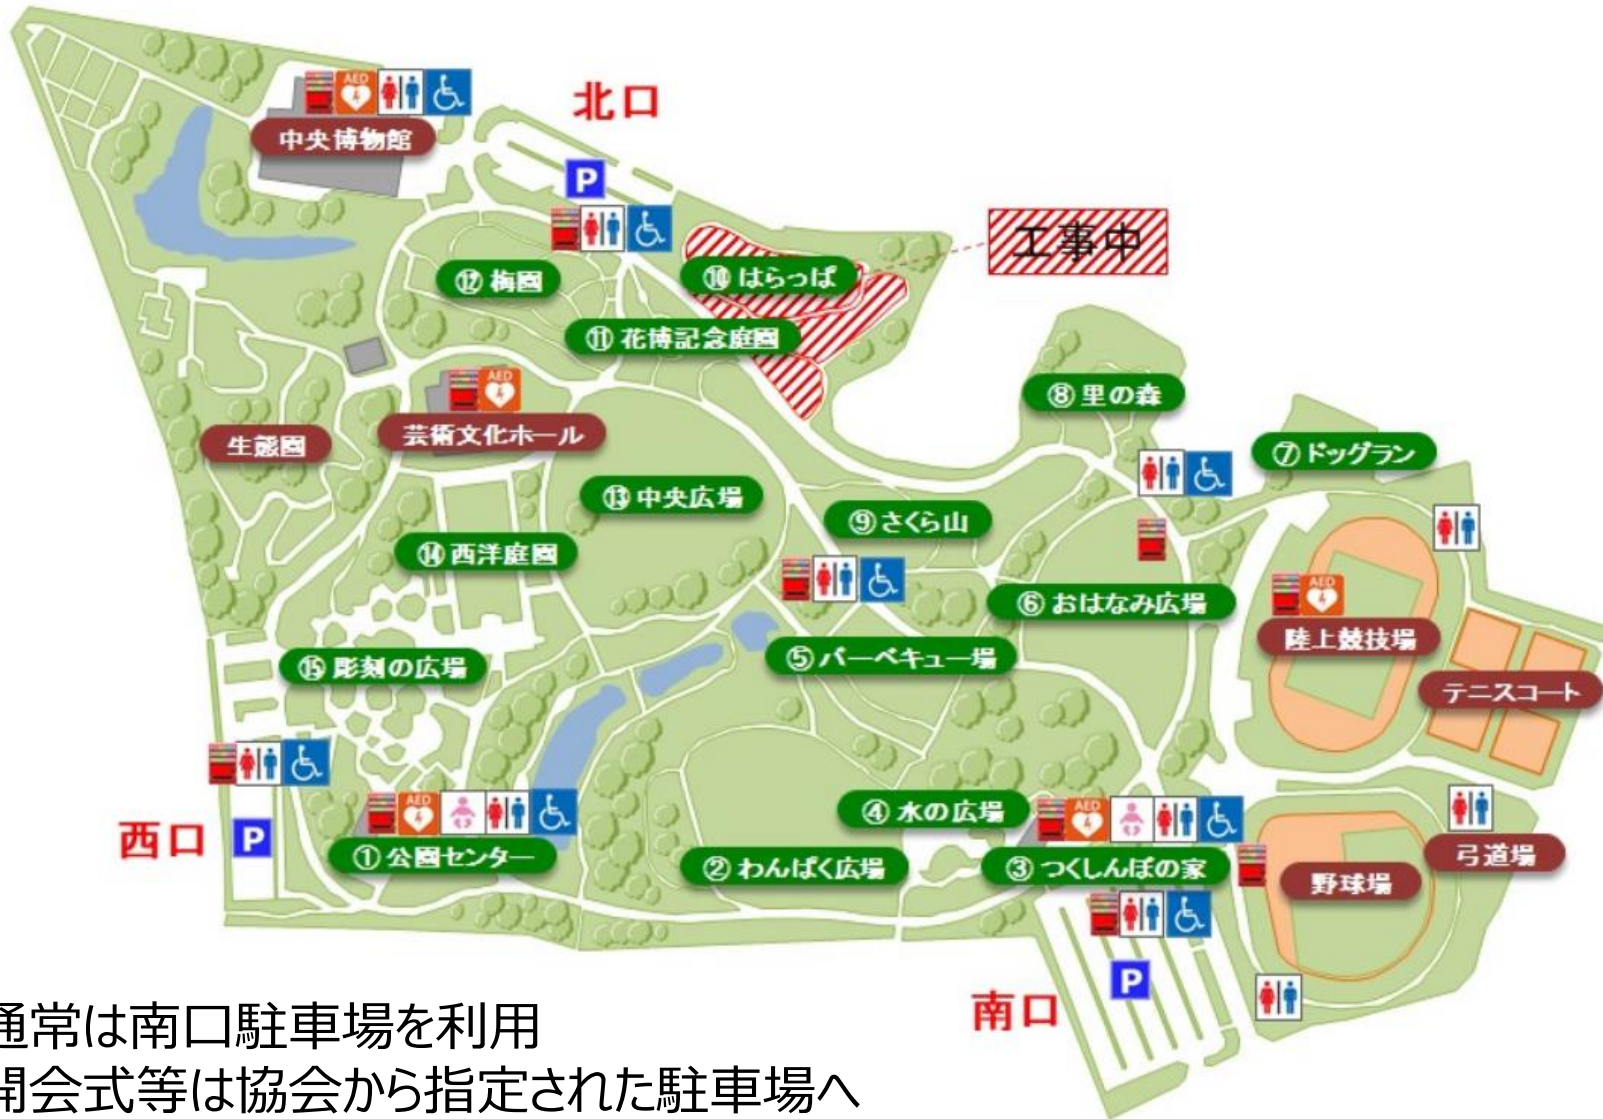 北口
AED
中央博物館
P
工事中
⑩ はらっぱ
⑫ 梅園
⑪ 花博記念庭園
AED
⑧ 里の森
芸術文化ホール
生態園
⑦ ドッグラン
⑬ 中央広場
⑨ さくら山
⑭ 西洋庭園
AED
⑥ おはなみ広場
陸上競技場
⑤ バーベキュー場
⑮ 彫刻の広場
テニスコート
西口
P
AED
④ 水の広場
AED
① 公園センター
② わんぱく広場
③ つくしんぼの家
弓道場
野球場
P
南口
通常は南口駐車場を利用
開会式等は協会から指定された駐車場へ